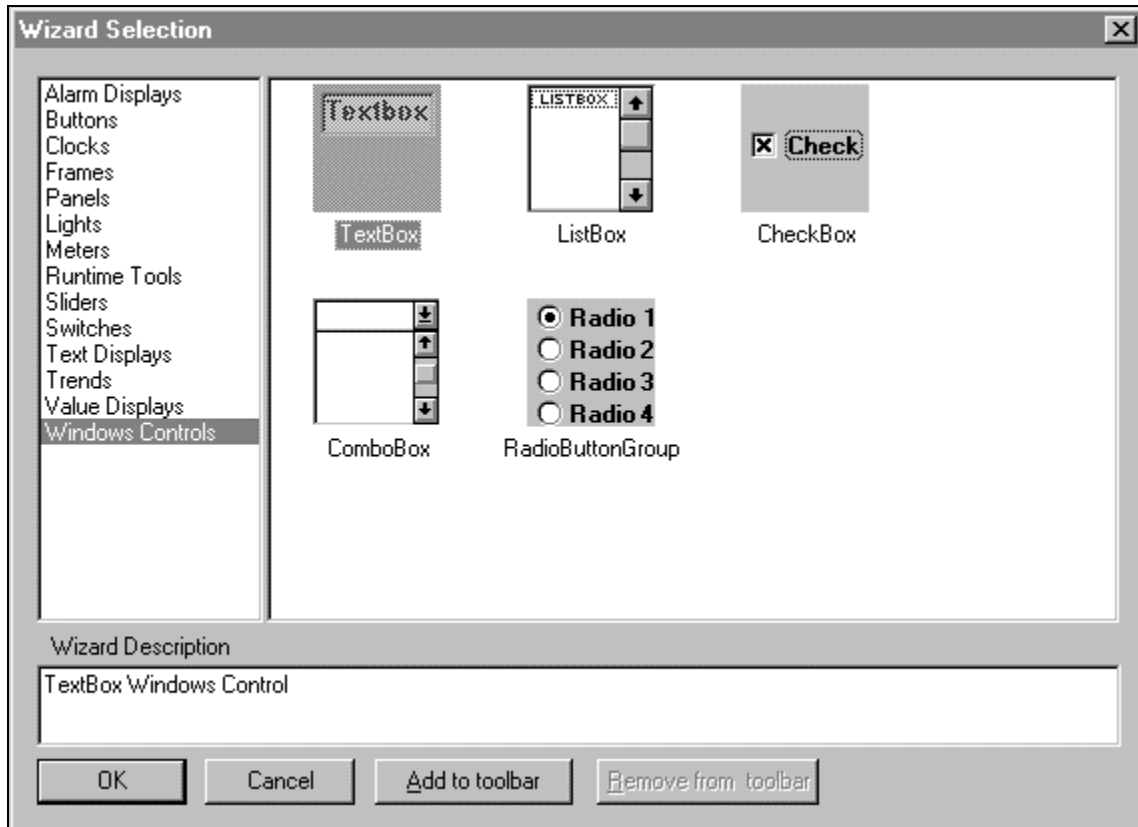 Wizard Selection
Alarm Displays
Buttons
Clocks
Frames
Panels
Lights
Meters
Runtime Tools
Sliders
Switches
Text Displays
Trends
Value Displays
Windows Controls
Textbox
TextBox
LISTBOX
ListBox
Check
CheckBox
ComboBox
Radio 1
Radio 2
Radio 3
Radio 4
RadioButtonGroup
Wizard Description
TextBox Windows Control
OK
Cancel
Add to toolbar
Remove from toolbar